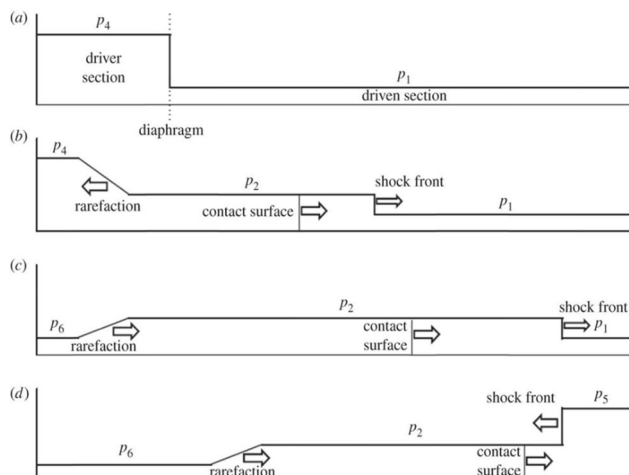 (a)
p4
driver
section
p1
driven section
diaphragm
(b)
p4
rarefaction
p2
contact surface
shock front
p1
(c)
p6
rarefaction
p2
contact
surface
shock front
p1
(d)
p6
rarefaction
p2
contact
surface
shock front
p5